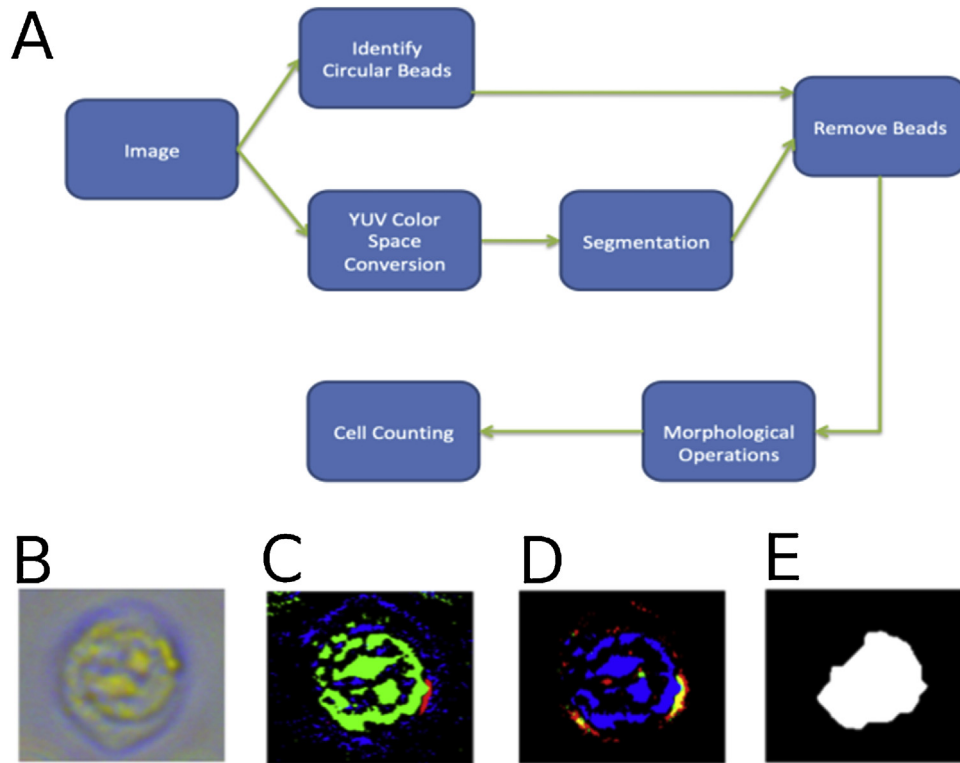 A
Identify
Circular Beads
Image
Remove Beads
YUV Color
Space
Conversion
Segmentation
Cell Counting
Morphological
Operations
B
C
D
E